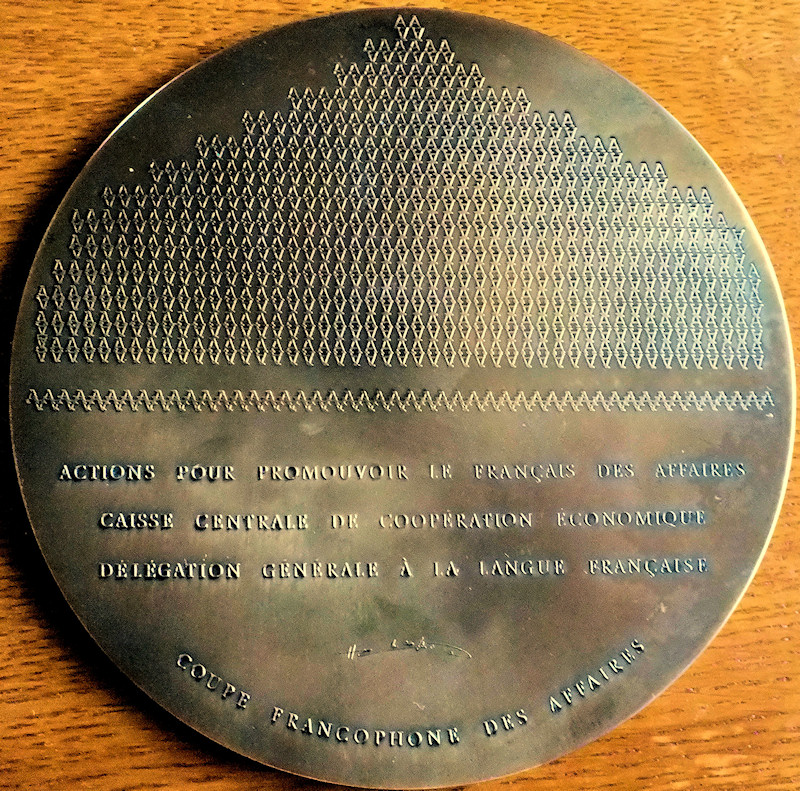 ACTIONS POUR PROMOUVOIR LE FRANÇAIS DES AFFAIRES
CAISSE CENTRALE DE COOPÉRATION ÉCONOMIQUE
DÉLÉGATION GÉNÉRALE À LA LANGUE FRANÇAISE
COUPE FRANCOPHONE DES AFFAIRES